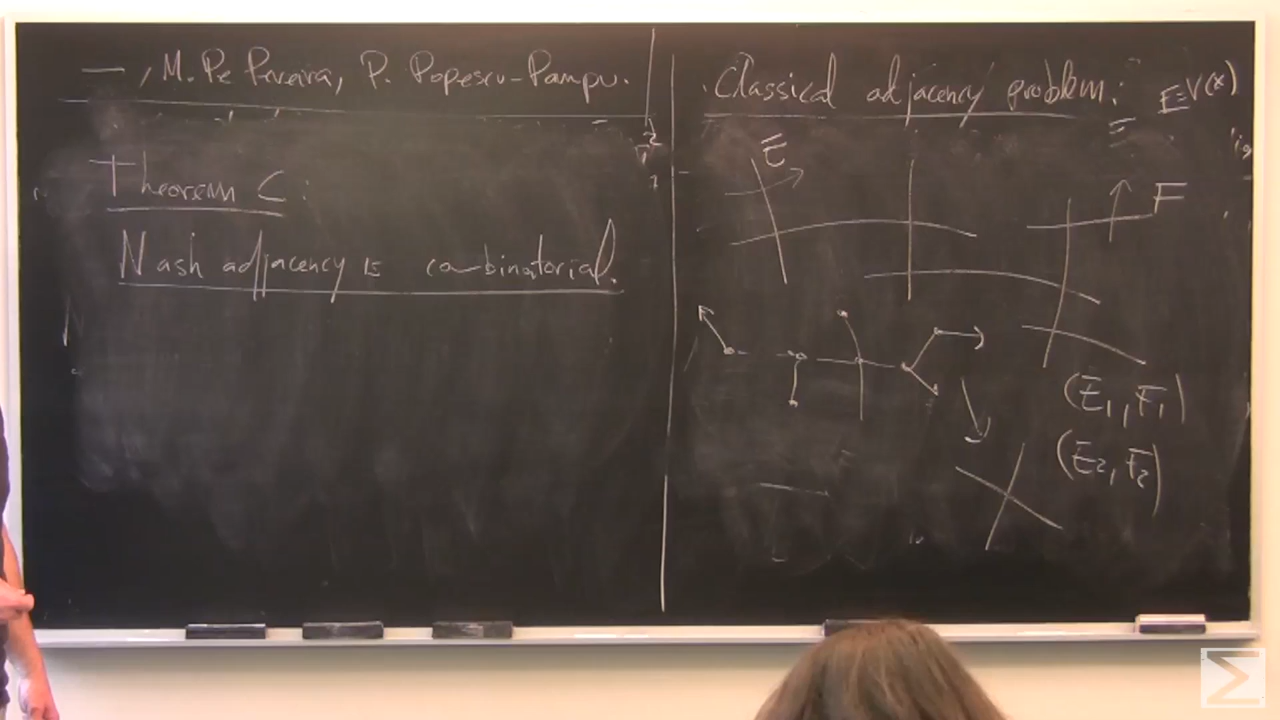 —, M. Pe Pereira, P. Popescu-Pampu.
Theorem C:
Nash adjacency is combinatorial.
Classical adjacency problem:
E=V(x)
E
F
(E1, F1)
(E2, F2)
Σ